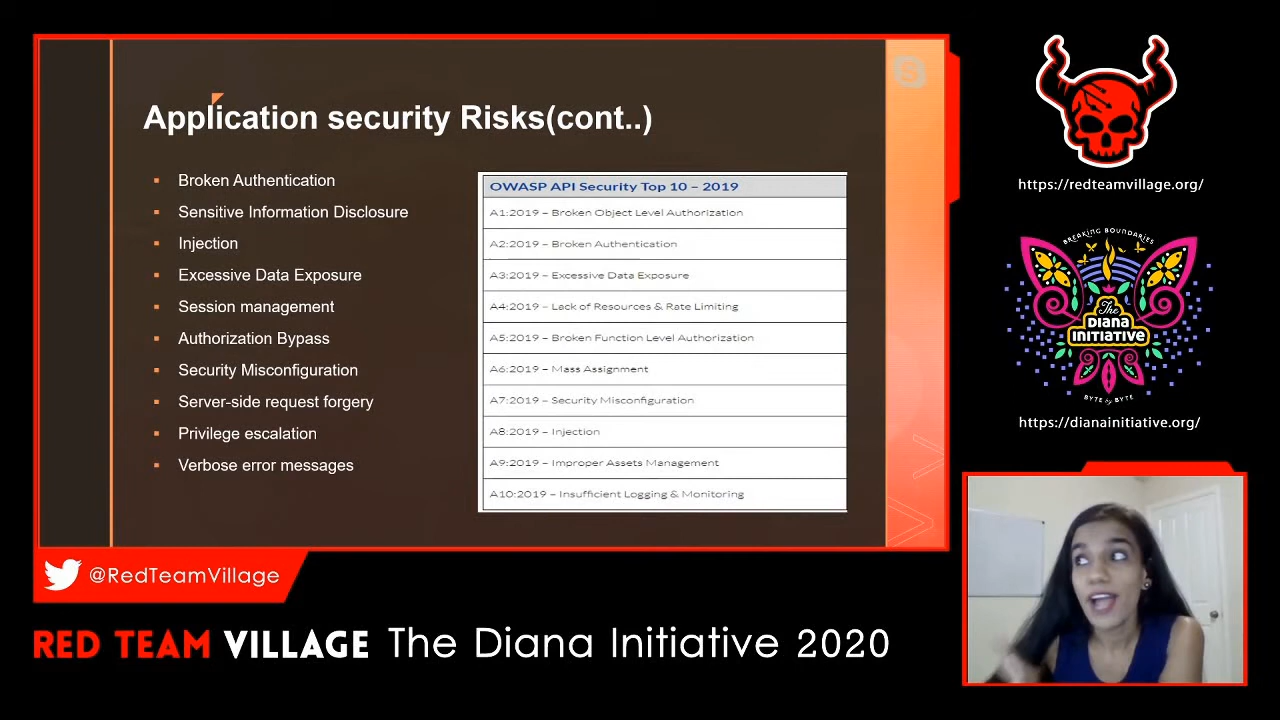 Application security Risks(cont..)
Broken Authentication
Sensitive Information Disclosure
Injection
Excessive Data Exposure
Session management
Authorization Bypass
Security Misconfiguration
Server-side request forgery
Privilege escalation
Verbose error messages
OWASP API Security Top 10 – 2019
A1:2019 – Broken Object Level Authorization
A2:2019 – Broken Authentication
A3:2019 – Excessive Data Exposure
A4:2019 – Lack of Resources & Rate Limiting
A5:2019 – Broken Function Level Authorization
A6:2019 – Mass Assignment
A7:2019 – Security Misconfiguration
A8:2019 – Injection
A9:2019 – Improper Assets Management
A10:2019 – Insufficient Logging & Monitoring
https://redteamvillage.org/
BREAKING BOUNDARIES
The
DIANA
INITIATIVE
BYTE by BYTE
https://dianainitiative.org/
@RedTeamVillage
RED TEAM VILLAGE The Diana Initiative 2020